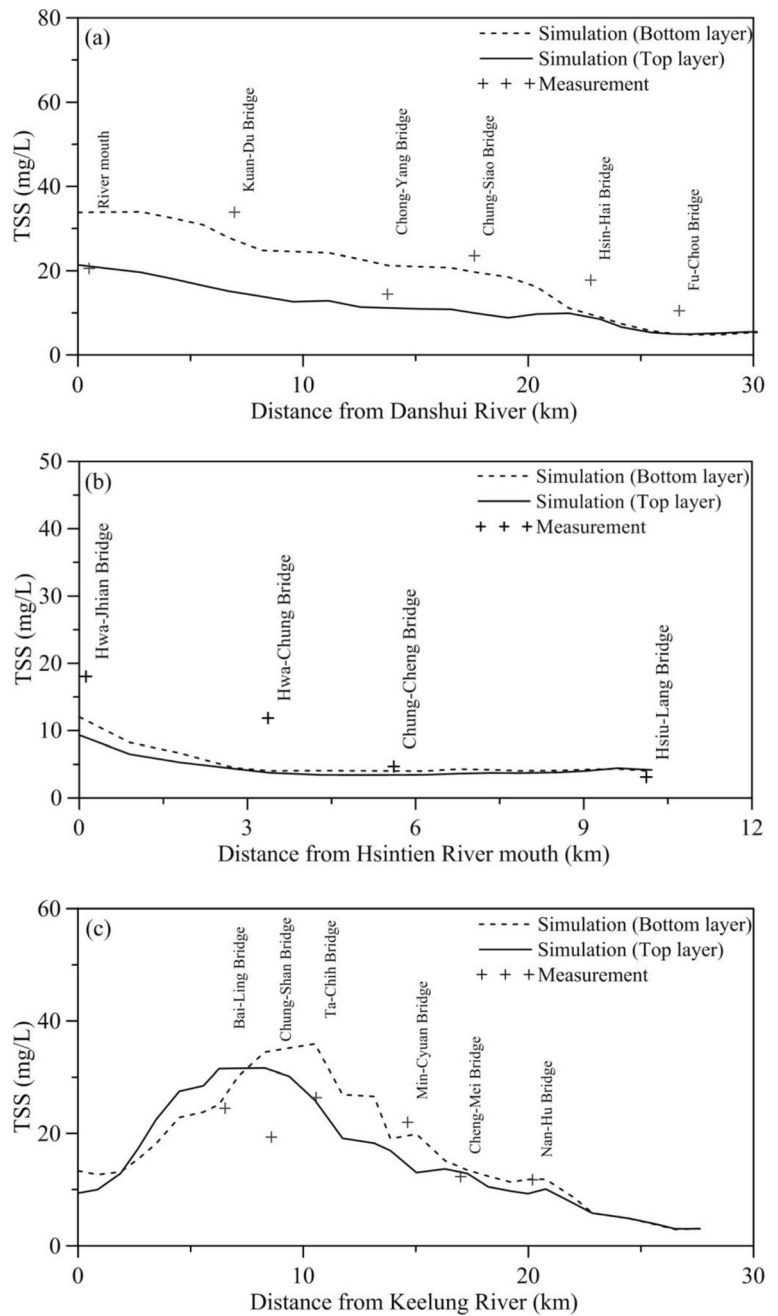 (a)
Simulation (Bottom layer)
Simulation (Top layer)
+ + + Measurement
80
60
40
20
0
TSS (mg/L)
River mouth
Kuan-Du Bridge
Chong-Yang Bridge
Chung-Siao Bridge
Hsin-Hai Bridge
Fu-Chou Bridge
0 10 20 30
Distance from Danshui River (km)
(b)
Simulation (Bottom layer)
Simulation (Top layer)
+ + + Measurement
50
40
30
20
10
0
TSS (mg/L)
Hwa-Jhian Bridge
Hwa-Chung Bridge
Chung-Cheng Bridge
Hsiu-Lang Bridge
0 3 6 9 12
Distance from Hsintien River mouth (km)
(c)
Simulation (Bottom layer)
Simulation (Top layer)
+ + + Measurement
60
40
20
0
TSS (mg/L)
Bai-Ling Bridge
Chung-Shan Bridge
Ta-Chih Bridge
Min-Cyuan Bridge
Cheng-Mei Bridge
Nan-Hu Bridge
0 10 20 30
Distance from Keelung River (km)